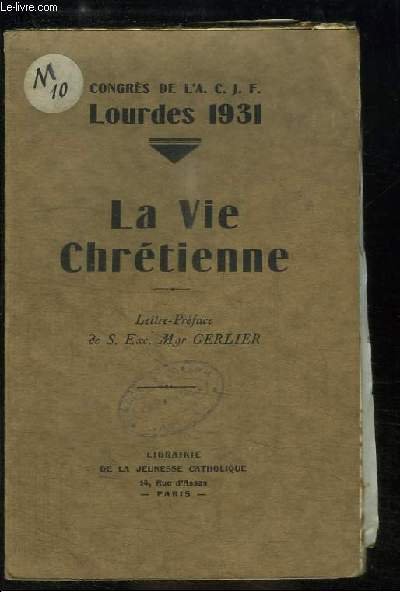 www.le-livre.com
M
10
CONGRÈS DE L'A. C. J. F.
Lourdes 1931
La Vie
Chrétienne
Lettre-Préface
de S. Exc. Mgr GERLIER
LIBRAIRIE
DE LA JEUNESSE CATHOLIQUE
14, Rue d'Assas
— PARIS —